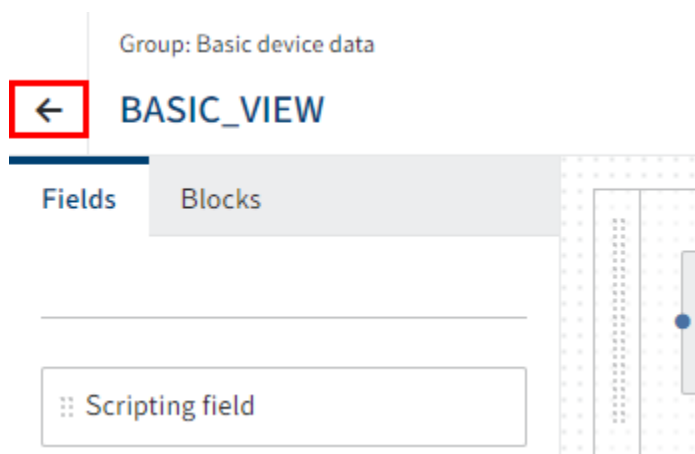 Group: Basic device data
BASIC_VIEW
Fields
Blocks
Scripting field